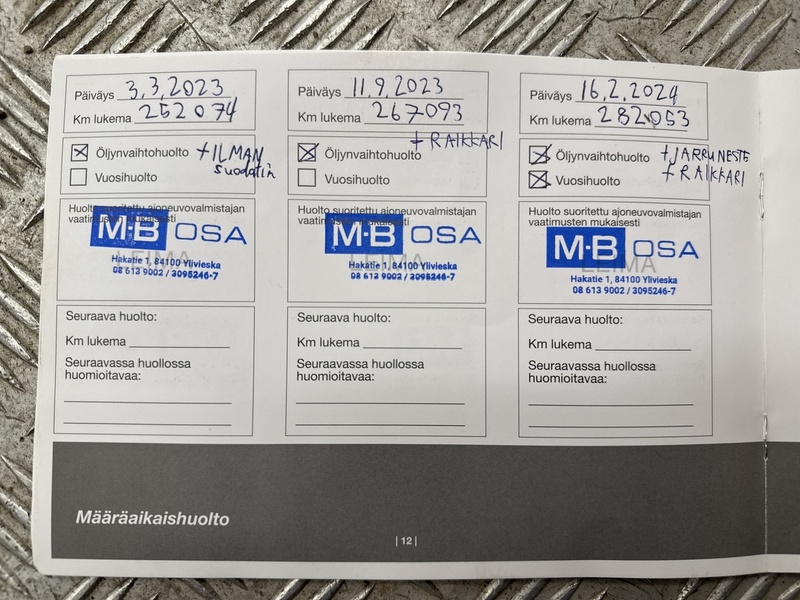 Päiväys 3.3.2023
Km lukema 252 074
Öljynvaihtohuolto + ILMAN
suodatin
Vuosihuolto
Huolto suoritettu ajoneuvovalmistajan
vaatimusten mukaisesti
LEIMA
M-B OSA
Hakatie 1, 84100 Ylivieska
08 613 9002 / 3095246-7
Seuraava huolto:
Km lukema
Seuraavassa huollossa
huomioitavaa:
Päiväys 11.9.2023
Km lukema 267093
+ RAIKKARI
Öljynvaihtohuolto
Vuosihuolto
Huolto suoritettu ajoneuvovalmistajan
vaatimusten mukaisesti
LEIMA
M-B OSA
Hakatie 1, 84100 Ylivieska
08 613 9002 / 3095246-7
Seuraava huolto:
Km lukema
Seuraavassa huollossa
huomioitavaa:
Päiväys 16.2.2024
Km lukema 282053
Öljynvaihtohuolto + JARRUNESTE
Vuosihuolto + RAIKKARI
Huolto suoritettu ajoneuvovalmistajan
vaatimusten mukaisesti
LEIMA
M-B OSA
Hakatie 1, 84100 Ylivieska
08 613 9002 / 3095246-7
Seuraava huolto:
Km lukema
Seuraavassa huollossa
huomioitavaa:
Määräaikaishuolto
| 12 |